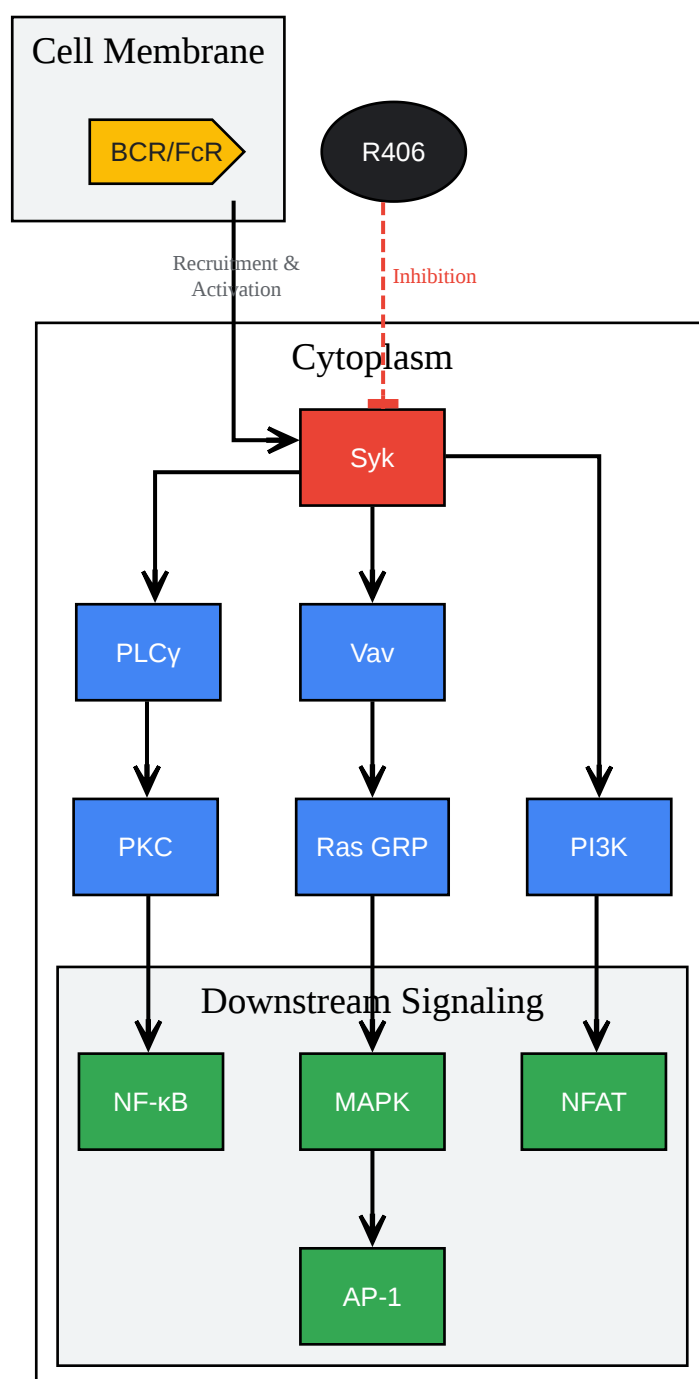 Cell Membrane
BCR/FcR
R406
Recruitment &
Activation
Inhibition
Cytoplasm
Syk
PLCγ
Vav
PKC
Ras GRP
PI3K
Downstream Signaling
NF-κB
MAPK
NFAT
AP-1